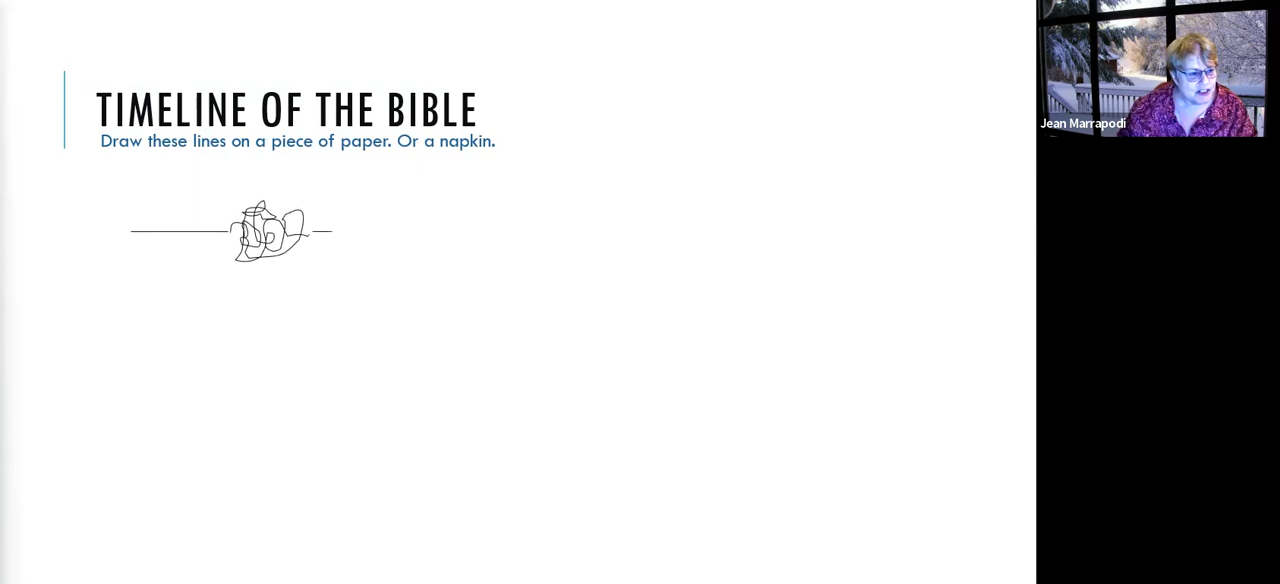 TIMELINE OF THE BIBLE
Draw these lines on a piece of paper. Or a napkin.
Jean Marrapodi